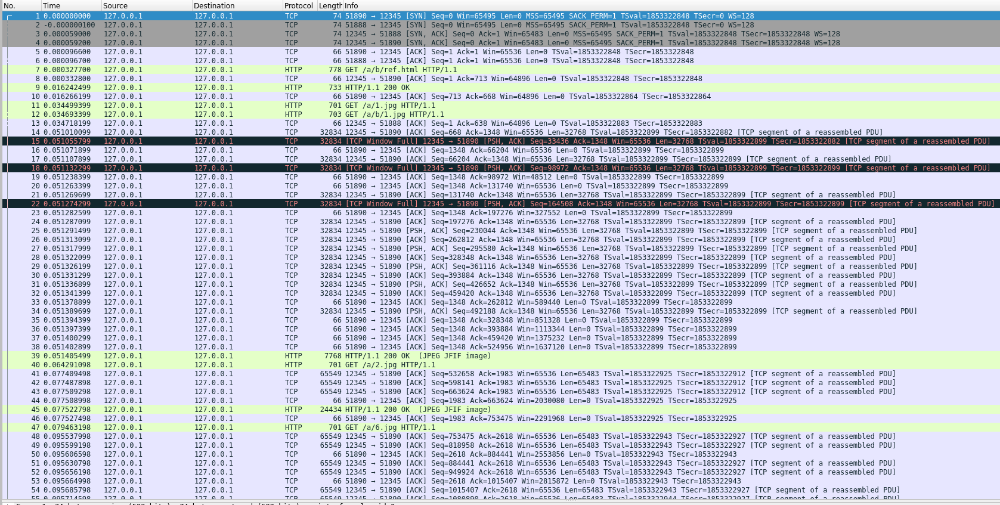 No. Time Source Destination Protocol Length Info
1 0.000000000 127.0.0.1 127.0.0.1 TCP 74 51890 → 12345 [SYN] Seq=0 Win=65495 Len=0 MSS=65495 SACK_PERM=1 TSval=1853322848 TSecr=0 WS=128
2 -0.000000100 127.0.0.1 127.0.0.1 TCP 74 51888 → 12345 [SYN] Seq=0 Win=65495 Len=0 MSS=65495 SACK_PERM=1 TSval=1853322848 TSecr=0 WS=128
3 0.000059000 127.0.0.1 127.0.0.1 TCP 74 12345 → 51888 [SYN, ACK] Seq=0 Ack=1 Win=65483 Len=0 MSS=65495 SACK_PERM=1 TSval=1853322848 TSecr=1853322848 WS=128
4 0.000059200 127.0.0.1 127.0.0.1 TCP 74 12345 → 51890 [SYN, ACK] Seq=0 Ack=1 Win=65483 Len=0 MSS=65495 SACK_PERM=1 TSval=1853322848 TSecr=1853322848 WS=128
5 0.000096600 127.0.0.1 127.0.0.1 TCP 66 51890 → 12345 [ACK] Seq=1 Ack=1 Win=65536 Len=0 TSval=1853322848 TSecr=1853322848
6 0.000096700 127.0.0.1 127.0.0.1 TCP 66 51888 → 12345 [ACK] Seq=1 Ack=1 Win=65536 Len=0 TSval=1853322848 TSecr=1853322848
7 0.000327700 127.0.0.1 127.0.0.1 HTTP 778 GET /a/b/ref.html HTTP/1.1
8 0.000332800 127.0.0.1 127.0.0.1 TCP 66 12345 → 51890 [ACK] Seq=1 Ack=713 Win=64896 Len=0 TSval=1853322848 TSecr=1853322848
9 0.016242499 127.0.0.1 127.0.0.1 HTTP 733 HTTP/1.1 200 OK
10 0.016266199 127.0.0.1 127.0.0.1 TCP 66 51890 → 12345 [ACK] Seq=713 Ack=668 Win=64896 Len=0 TSval=1853322864 TSecr=1853322864
11 0.034499399 127.0.0.1 127.0.0.1 HTTP 701 GET /a/1.jpg HTTP/1.1
12 0.034693399 127.0.0.1 127.0.0.1 HTTP 703 GET /a/b/1.jpg HTTP/1.1
13 0.034718199 127.0.0.1 127.0.0.1 TCP 66 12345 → 51888 [ACK] Seq=1 Ack=638 Win=64896 Len=0 TSval=1853322883 TSecr=1853322883
14 0.051010099 127.0.0.1 127.0.0.1 TCP 32834 12345 → 51890 [ACK] Seq=668 Ack=1348 Win=65536 Len=32768 TSval=1853322899 TSecr=1853322882 [TCP segment of a reassembled PDU]
15 0.051055799 127.0.0.1 127.0.0.1 TCP 32834 [TCP Window Full] 12345 → 51890 [PSH, ACK] Seq=33436 Ack=1348 Win=65536 Len=32768 TSval=1853322899 TSecr=1853322882 [TCP segment of a reassembled PDU]
16 0.051071899 127.0.0.1 127.0.0.1 TCP 66 51890 → 12345 [ACK] Seq=1348 Ack=66204 Win=65536 Len=0 TSval=1853322899 TSecr=1853322899
17 0.051107899 127.0.0.1 127.0.0.1 TCP 32834 12345 → 51890 [ACK] Seq=66204 Ack=1348 Win=65536 Len=32768 TSval=1853322899 TSecr=1853322899 [TCP segment of a reassembled PDU]
18 0.051132299 127.0.0.1 127.0.0.1 TCP 32834 [TCP Window Full] 12345 → 51890 [PSH, ACK] Seq=98972 Ack=1348 Win=65536 Len=32768 TSval=1853322899 TSecr=1853322899 [TCP segment of a reassembled PDU]
19 0.051238399 127.0.0.1 127.0.0.1 TCP 66 51890 → 12345 [ACK] Seq=1348 Ack=98972 Win=48512 Len=0 TSval=1853322899 TSecr=1853322899
20 0.051263399 127.0.0.1 127.0.0.1 TCP 66 51890 → 12345 [ACK] Seq=1348 Ack=131740 Win=65536 Len=0 TSval=1853322899 TSecr=1853322899
21 0.051269699 127.0.0.1 127.0.0.1 TCP 32834 12345 → 51890 [ACK] Seq=131740 Ack=1348 Win=65536 Len=32768 TSval=1853322899 TSecr=1853322899 [TCP segment of a reassembled PDU]
22 0.051274299 127.0.0.1 127.0.0.1 TCP 32834 [TCP Window Full] 12345 → 51890 [PSH, ACK] Seq=164508 Ack=1348 Win=65536 Len=32768 TSval=1853322899 TSecr=1853322899 [TCP segment of a reassembled PDU]
23 0.051282599 127.0.0.1 127.0.0.1 TCP 66 51890 → 12345 [ACK] Seq=1348 Ack=197276 Win=327552 Len=0 TSval=1853322899 TSecr=1853322899
24 0.051287099 127.0.0.1 127.0.0.1 TCP 32834 12345 → 51890 [ACK] Seq=197276 Ack=1348 Win=65536 Len=32768 TSval=1853322899 TSecr=1853322899 [TCP segment of a reassembled PDU]
25 0.051291499 127.0.0.1 127.0.0.1 TCP 32834 12345 → 51890 [PSH, ACK] Seq=230044 Ack=1348 Win=65536 Len=32768 TSval=1853322899 TSecr=1853322899 [TCP segment of a reassembled PDU]
26 0.051313099 127.0.0.1 127.0.0.1 TCP 32834 12345 → 51890 [ACK] Seq=262812 Ack=1348 Win=65536 Len=32768 TSval=1853322899 TSecr=1853322899 [TCP segment of a reassembled PDU]
27 0.051317999 127.0.0.1 127.0.0.1 TCP 32834 12345 → 51890 [PSH, ACK] Seq=295580 Ack=1348 Win=65536 Len=32768 TSval=1853322899 TSecr=1853322899 [TCP segment of a reassembled PDU]
28 0.051322099 127.0.0.1 127.0.0.1 TCP 32834 12345 → 51890 [ACK] Seq=328348 Ack=1348 Win=65536 Len=32768 TSval=1853322899 TSecr=1853322899 [TCP segment of a reassembled PDU]
29 0.051326199 127.0.0.1 127.0.0.1 TCP 32834 12345 → 51890 [PSH, ACK] Seq=361116 Ack=1348 Win=65536 Len=32768 TSval=1853322899 TSecr=1853322899 [TCP segment of a reassembled PDU]
30 0.051331299 127.0.0.1 127.0.0.1 TCP 32834 12345 → 51890 [ACK] Seq=393884 Ack=1348 Win=65536 Len=32768 TSval=1853322899 TSecr=1853322899 [TCP segment of a reassembled PDU]
31 0.051336899 127.0.0.1 127.0.0.1 TCP 32834 12345 → 51890 [PSH, ACK] Seq=426652 Ack=1348 Win=65536 Len=32768 TSval=1853322899 TSecr=1853322899 [TCP segment of a reassembled PDU]
32 0.051341399 127.0.0.1 127.0.0.1 TCP 32834 12345 → 51890 [ACK] Seq=459420 Ack=1348 Win=65536 Len=32768 TSval=1853322899 TSecr=1853322899 [TCP segment of a reassembled PDU]
33 0.051378899 127.0.0.1 127.0.0.1 TCP 66 51890 → 12345 [ACK] Seq=1348 Ack=262812 Win=589440 Len=0 TSval=1853322899 TSecr=1853322899
34 0.051389699 127.0.0.1 127.0.0.1 TCP 32834 12345 → 51890 [PSH, ACK] Seq=492188 Ack=1348 Win=65536 Len=32768 TSval=1853322899 TSecr=1853322899 [TCP segment of a reassembled PDU]
35 0.051394399 127.0.0.1 127.0.0.1 TCP 66 51890 → 12345 [ACK] Seq=1348 Ack=328348 Win=851328 Len=0 TSval=1853322899 TSecr=1853322899
36 0.051397399 127.0.0.1 127.0.0.1 TCP 66 51890 → 12345 [ACK] Seq=1348 Ack=393884 Win=1113344 Len=0 TSval=1853322899 TSecr=1853322899
37 0.051400299 127.0.0.1 127.0.0.1 TCP 66 51890 → 12345 [ACK] Seq=1348 Ack=459420 Win=1375232 Len=0 TSval=1853322899 TSecr=1853322899
38 0.051402899 127.0.0.1 127.0.0.1 TCP 66 51890 → 12345 [ACK] Seq=1348 Ack=524956 Win=1637120 Len=0 TSval=1853322899 TSecr=1853322899
39 0.051405499 127.0.0.1 127.0.0.1 HTTP 7768 HTTP/1.1 200 OK (JPEG JFIF image)
40 0.064291098 127.0.0.1 127.0.0.1 HTTP 701 GET /a/2.jpg HTTP/1.1
41 0.077409498 127.0.0.1 127.0.0.1 TCP 65549 12345 → 51890 [ACK] Seq=532658 Ack=1983 Win=65536 Len=65483 TSval=1853322925 TSecr=1853322912 [TCP segment of a reassembled PDU]
42 0.077487898 127.0.0.1 127.0.0.1 TCP 65549 12345 → 51890 [ACK] Seq=598141 Ack=1983 Win=65536 Len=65483 TSval=1853322925 TSecr=1853322912 [TCP segment of a reassembled PDU]
43 0.077509298 127.0.0.1 127.0.0.1 TCP 65549 12345 → 51890 [ACK] Seq=663624 Ack=1983 Win=65536 Len=65483 TSval=1853322925 TSecr=1853322912 [TCP segment of a reassembled PDU]
44 0.077508998 127.0.0.1 127.0.0.1 TCP 66 51890 → 12345 [ACK] Seq=1983 Ack=663624 Win=2030080 Len=0 TSval=1853322925 TSecr=1853322925
45 0.077522798 127.0.0.1 127.0.0.1 HTTP 24434 HTTP/1.1 200 OK (JPEG JFIF image)
46 0.077527498 127.0.0.1 127.0.0.1 TCP 66 51890 → 12345 [ACK] Seq=1983 Ack=753475 Win=2291968 Len=0 TSval=1853322925 TSecr=1853322925
47 0.079463198 127.0.0.1 127.0.0.1 HTTP 701 GET /a/6.jpg HTTP/1.1
48 0.095537998 127.0.0.1 127.0.0.1 TCP 65549 12345 → 51890 [ACK] Seq=753475 Ack=2618 Win=65536 Len=65483 TSval=1853322943 TSecr=1853322927 [TCP segment of a reassembled PDU]
49 0.095599198 127.0.0.1 127.0.0.1 TCP 65549 12345 → 51890 [ACK] Seq=818958 Ack=2618 Win=65536 Len=65483 TSval=1853322943 TSecr=1853322927 [TCP segment of a reassembled PDU]
50 0.095606598 127.0.0.1 127.0.0.1 TCP 66 51890 → 12345 [ACK] Seq=2618 Ack=884441 Win=2553856 Len=0 TSval=1853322943 TSecr=1853322943
51 0.095630798 127.0.0.1 127.0.0.1 TCP 65549 12345 → 51890 [ACK] Seq=884441 Ack=2618 Win=65536 Len=65483 TSval=1853322943 TSecr=1853322927 [TCP segment of a reassembled PDU]
52 0.095656198 127.0.0.1 127.0.0.1 TCP 65549 12345 → 51890 [ACK] Seq=949924 Ack=2618 Win=65536 Len=65483 TSval=1853322943 TSecr=1853322927 [TCP segment of a reassembled PDU]
53 0.095664998 127.0.0.1 127.0.0.1 TCP 66 51890 → 12345 [ACK] Seq=2618 Ack=1015407 Win=2815872 Len=0 TSval=1853322943 TSecr=1853322943
54 0.095685798 127.0.0.1 127.0.0.1 TCP 65549 12345 → 51890 [ACK] Seq=1015407 Ack=2618 Win=65536 Len=65483 TSval=1853322943 TSecr=1853322927 [TCP segment of a reassembled PDU]
55 0.095714598 127.0.0.1 127.0.0.1 TCP 65549 12345 → 51890 [ACK] Seq=1080890 Ack=2618 Win=65536 Len=65483 TSval=1853322944 TSecr=1853322927 [TCP segment of a reassembled PDU]